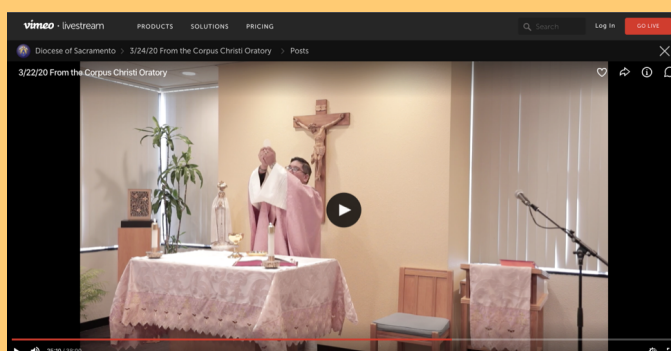 vimeo · livestream PRODUCTS SOLUTIONS PRICING Search Log In GO LIVE
Diocese of Sacramento > 3/24/20 From the Corpus Christi Oratory > Posts
3/22/20 From the Corpus Christi Oratory